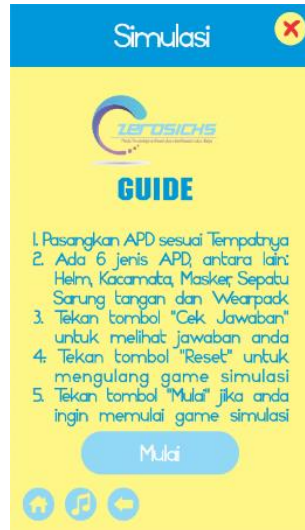 Simulasi
ZEROSICHS
GUIDE
1. Pasangkan APD sesuai Tempatnya
2. Ada 6 jenis APD, antara lain:
Helm, Kacamata, Masker, Sepatu
Sarung tangan dan Wearpack
3. Tekan tombol "Cek Jawaban"
untuk melihat jawaban anda
4. Tekan tombol "Reset" untuk
mengulang game simulasi
5. Tekan tombol "Mulai" jika anda
ingin memulai game simulasi
Mulai